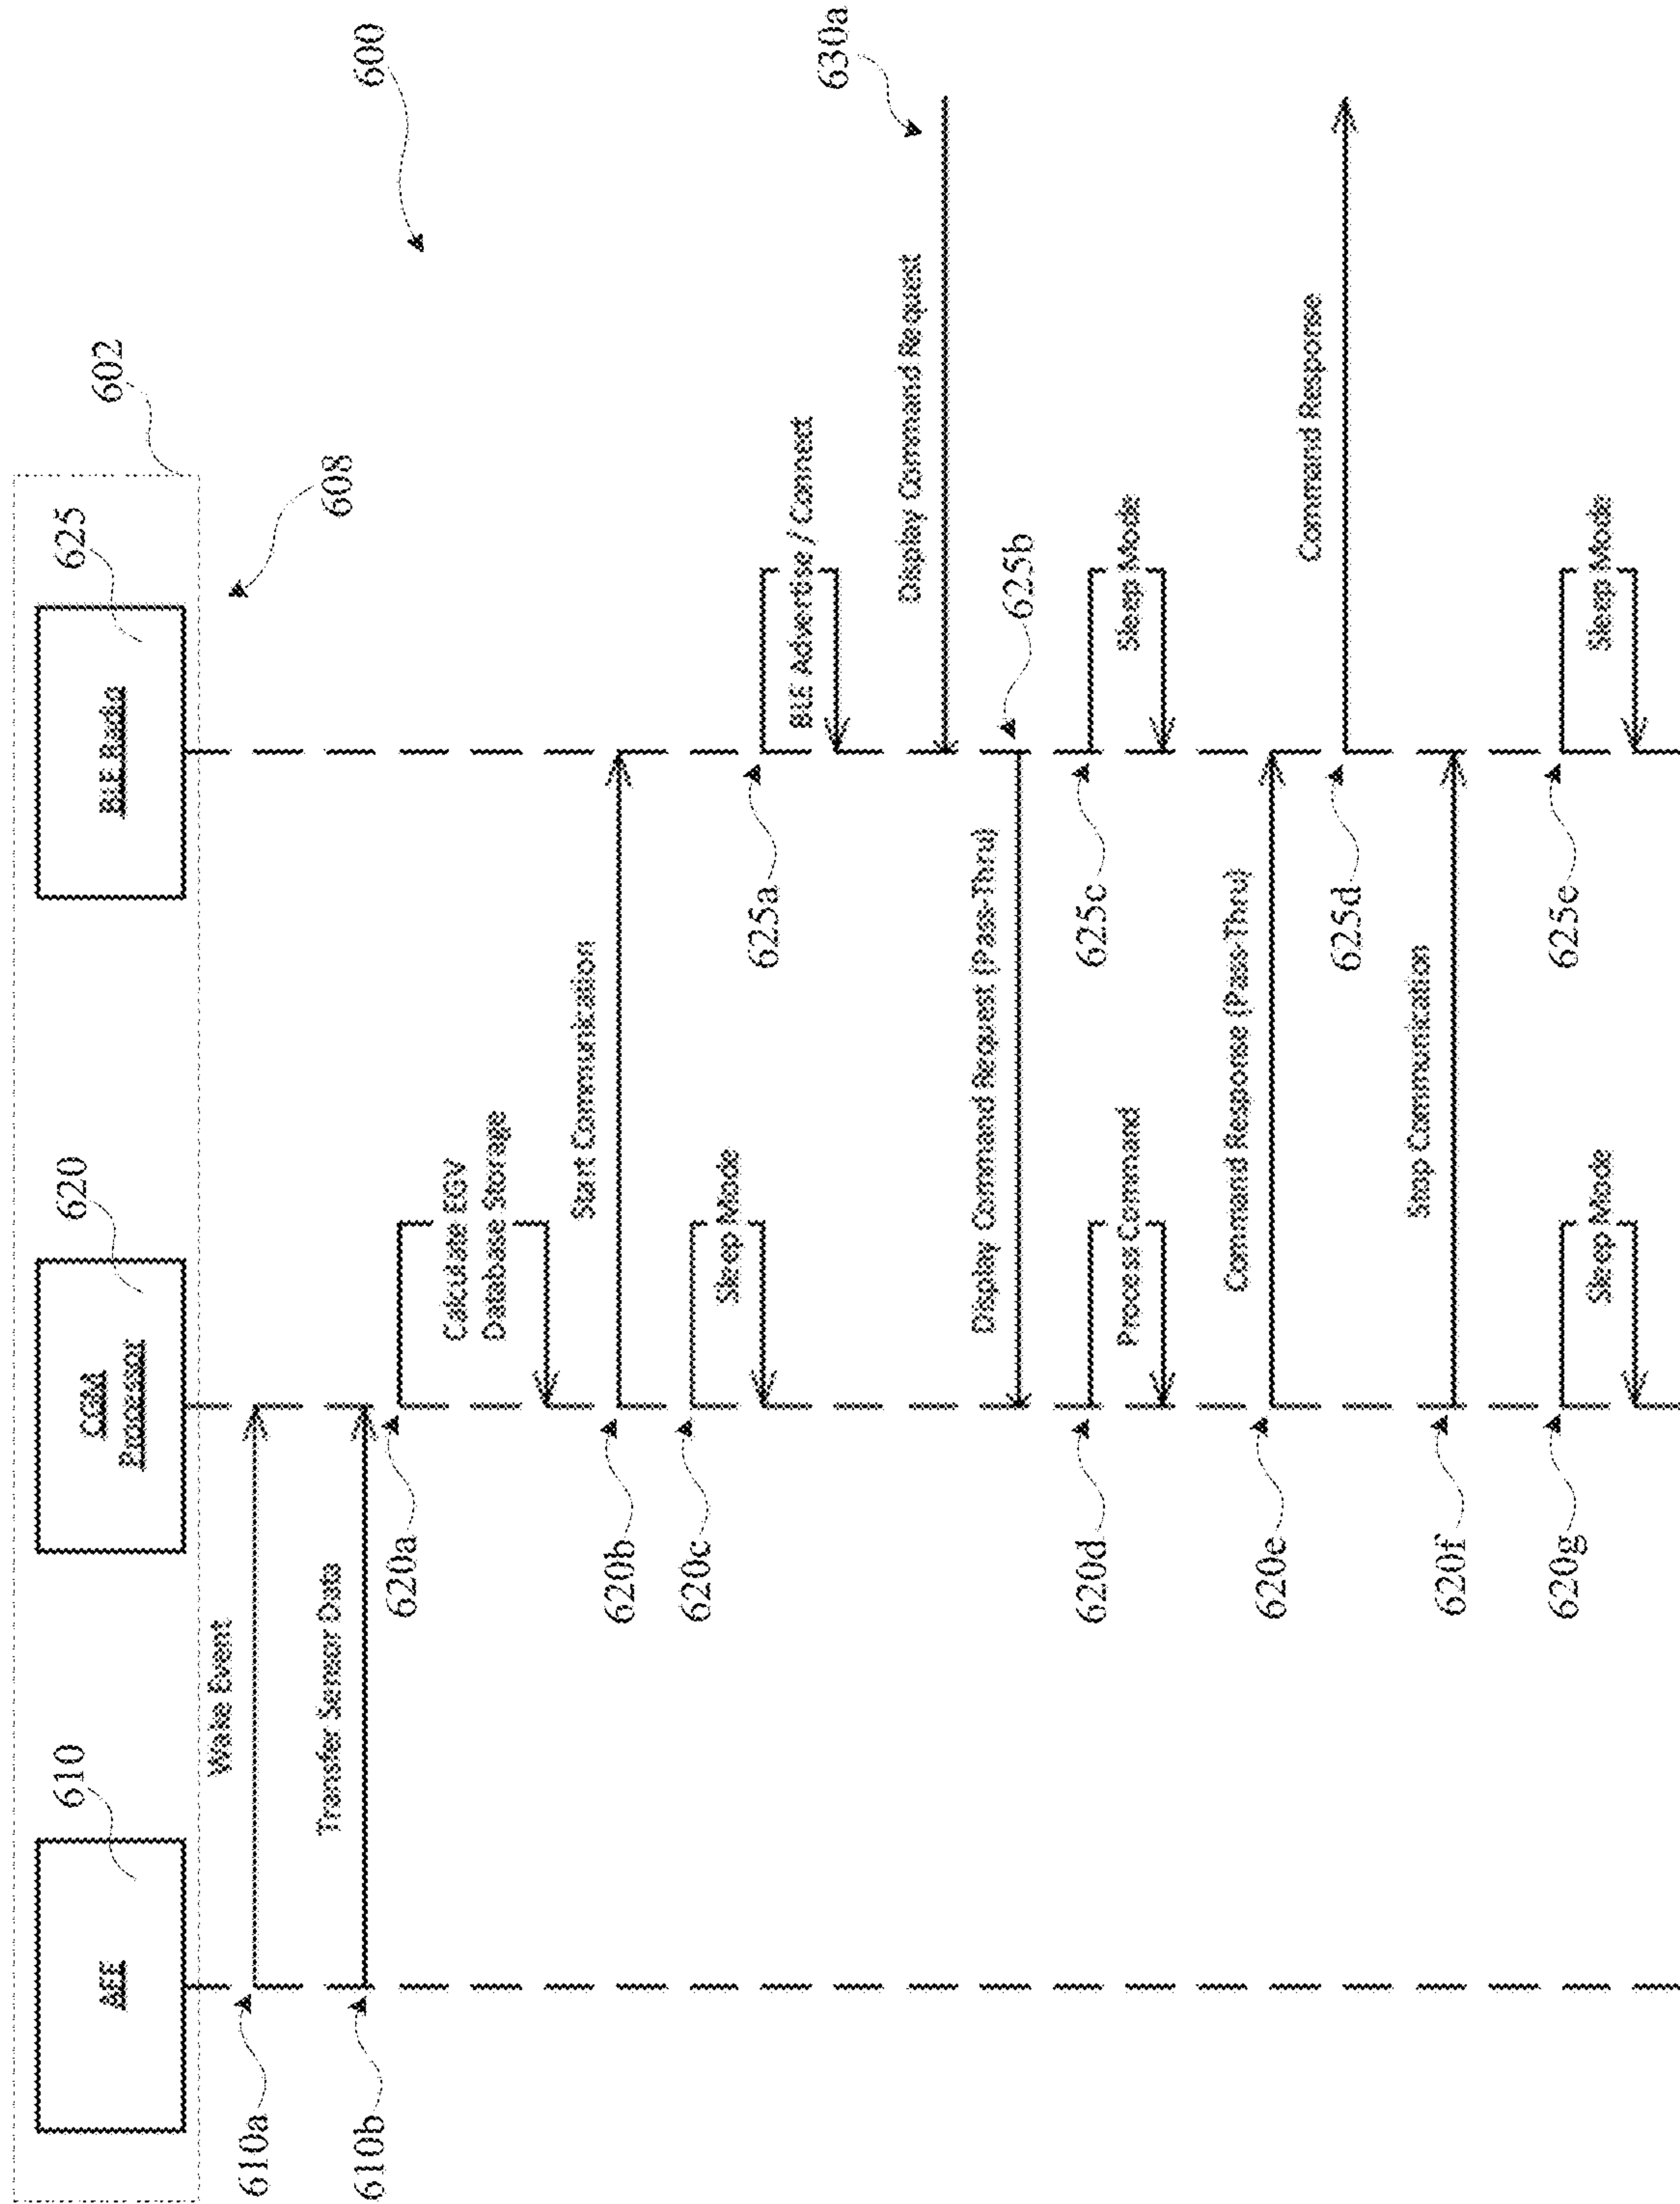 600
602
608
610
620
625
AFE
CGM
Processor
BLE Radio
610a
Wake Event
610b
Transfer Sensor Data
620a
Calculate EGV
Database Storage
620b
Start Communication
620c
Sleep Mode
625a
BLE Advertise / Connect
630a
Display Command Request
625b
Display Command Request (Pass-Thru)
620d
Process Command
625c
Sleep Mode
620e
Command Response (Pass-Thru)
625d
Command Response
620f
Stop Communication
620g
Sleep Mode
625e
Sleep Mode